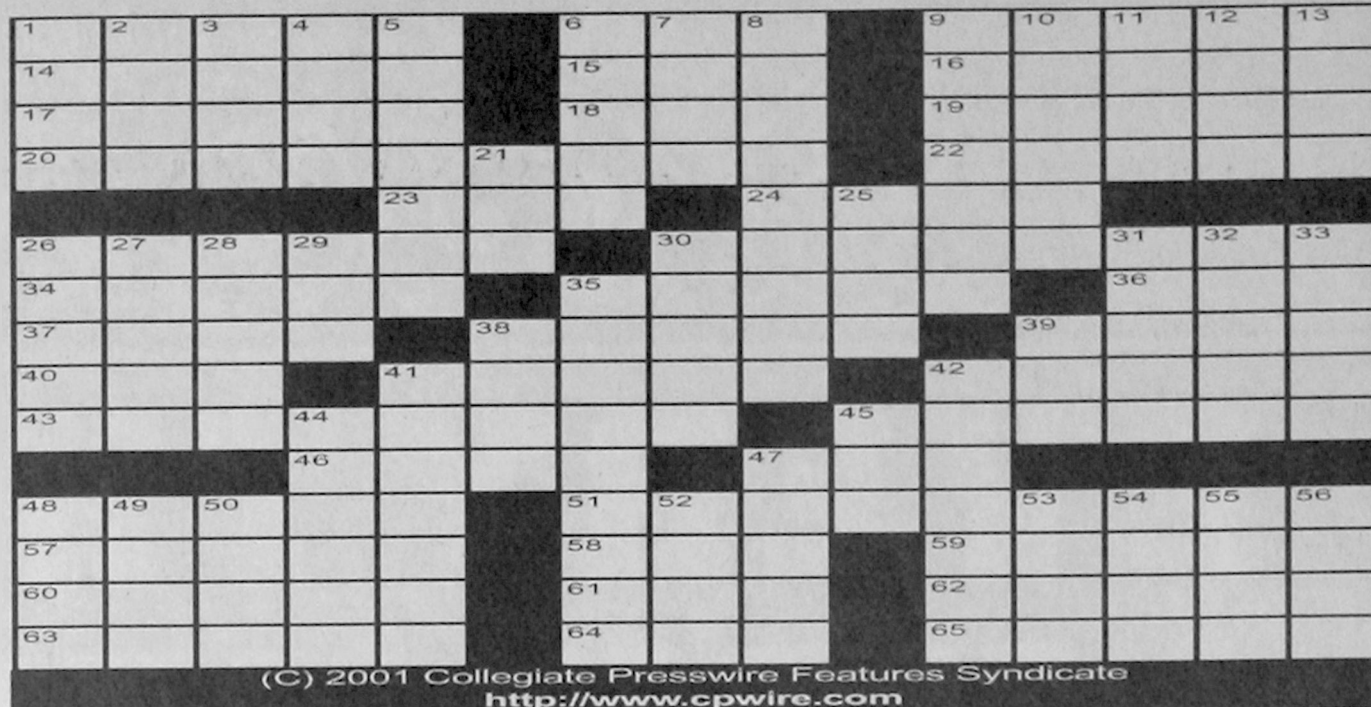 1 2 3 4 5 6 7 8 9 10 11 12 13
14 15 16
17 18 19
20 21 22
23 24 25
26 27 28 29 30 31 32 33
34 35 36
37 38 39
40 41 42
43 44 45
46 47
48 49 50 51 52 53 54 55 56
57 58 59
60 61 62
63 64 65
(C) 2001 Collegiate Presswire Features Syndicate
http://www.cpwire.com